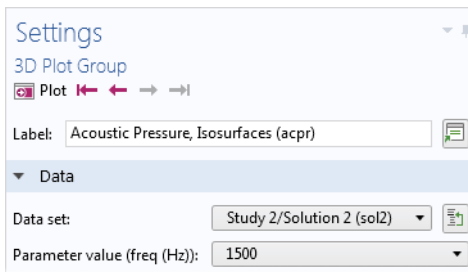 Settings
3D Plot Group
Plot
Label: Acoustic Pressure, Isosurfaces (acpr)
Data
Data set: Study 2/Solution 2 (sol2)
Parameter value (freq (Hz)): 1500